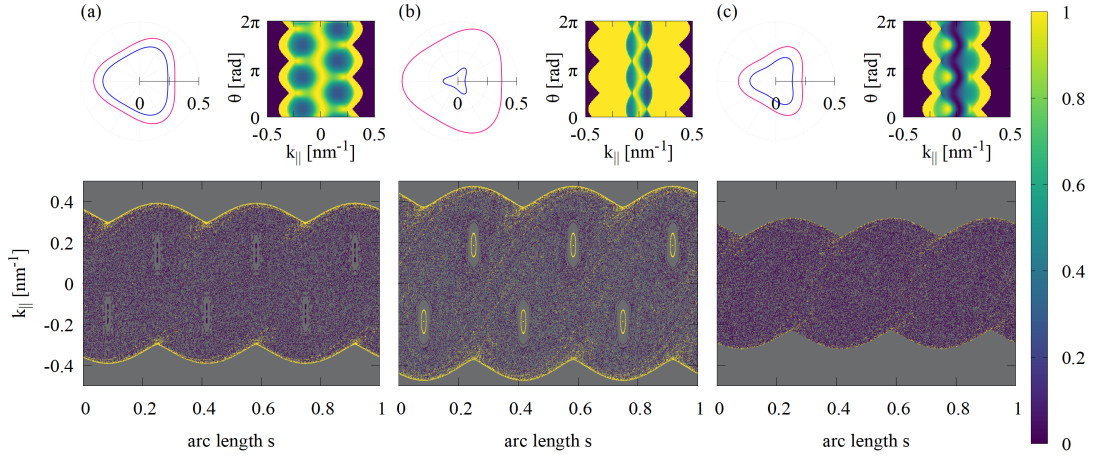 (a)
(b)
(c)
0
0.5
θ [rad]
2π
π
0
-0.5
0
0.5
k|| [nm-1]
0
0.5
θ [rad]
2π
π
0
-0.5
0
0.5
k|| [nm-1]
0
0.5
θ [rad]
2π
π
0
-0.5
0
0.5
k|| [nm-1]
1
0.8
0.6
0.4
0.2
0
k|| [nm-1]
0.4
0.2
0
-0.2
-0.4
0 0.2 0.4 0.6 0.8 1
arc length s
0 0.2 0.4 0.6 0.8 1
arc length s
0 0.2 0.4 0.6 0.8 1
arc length s